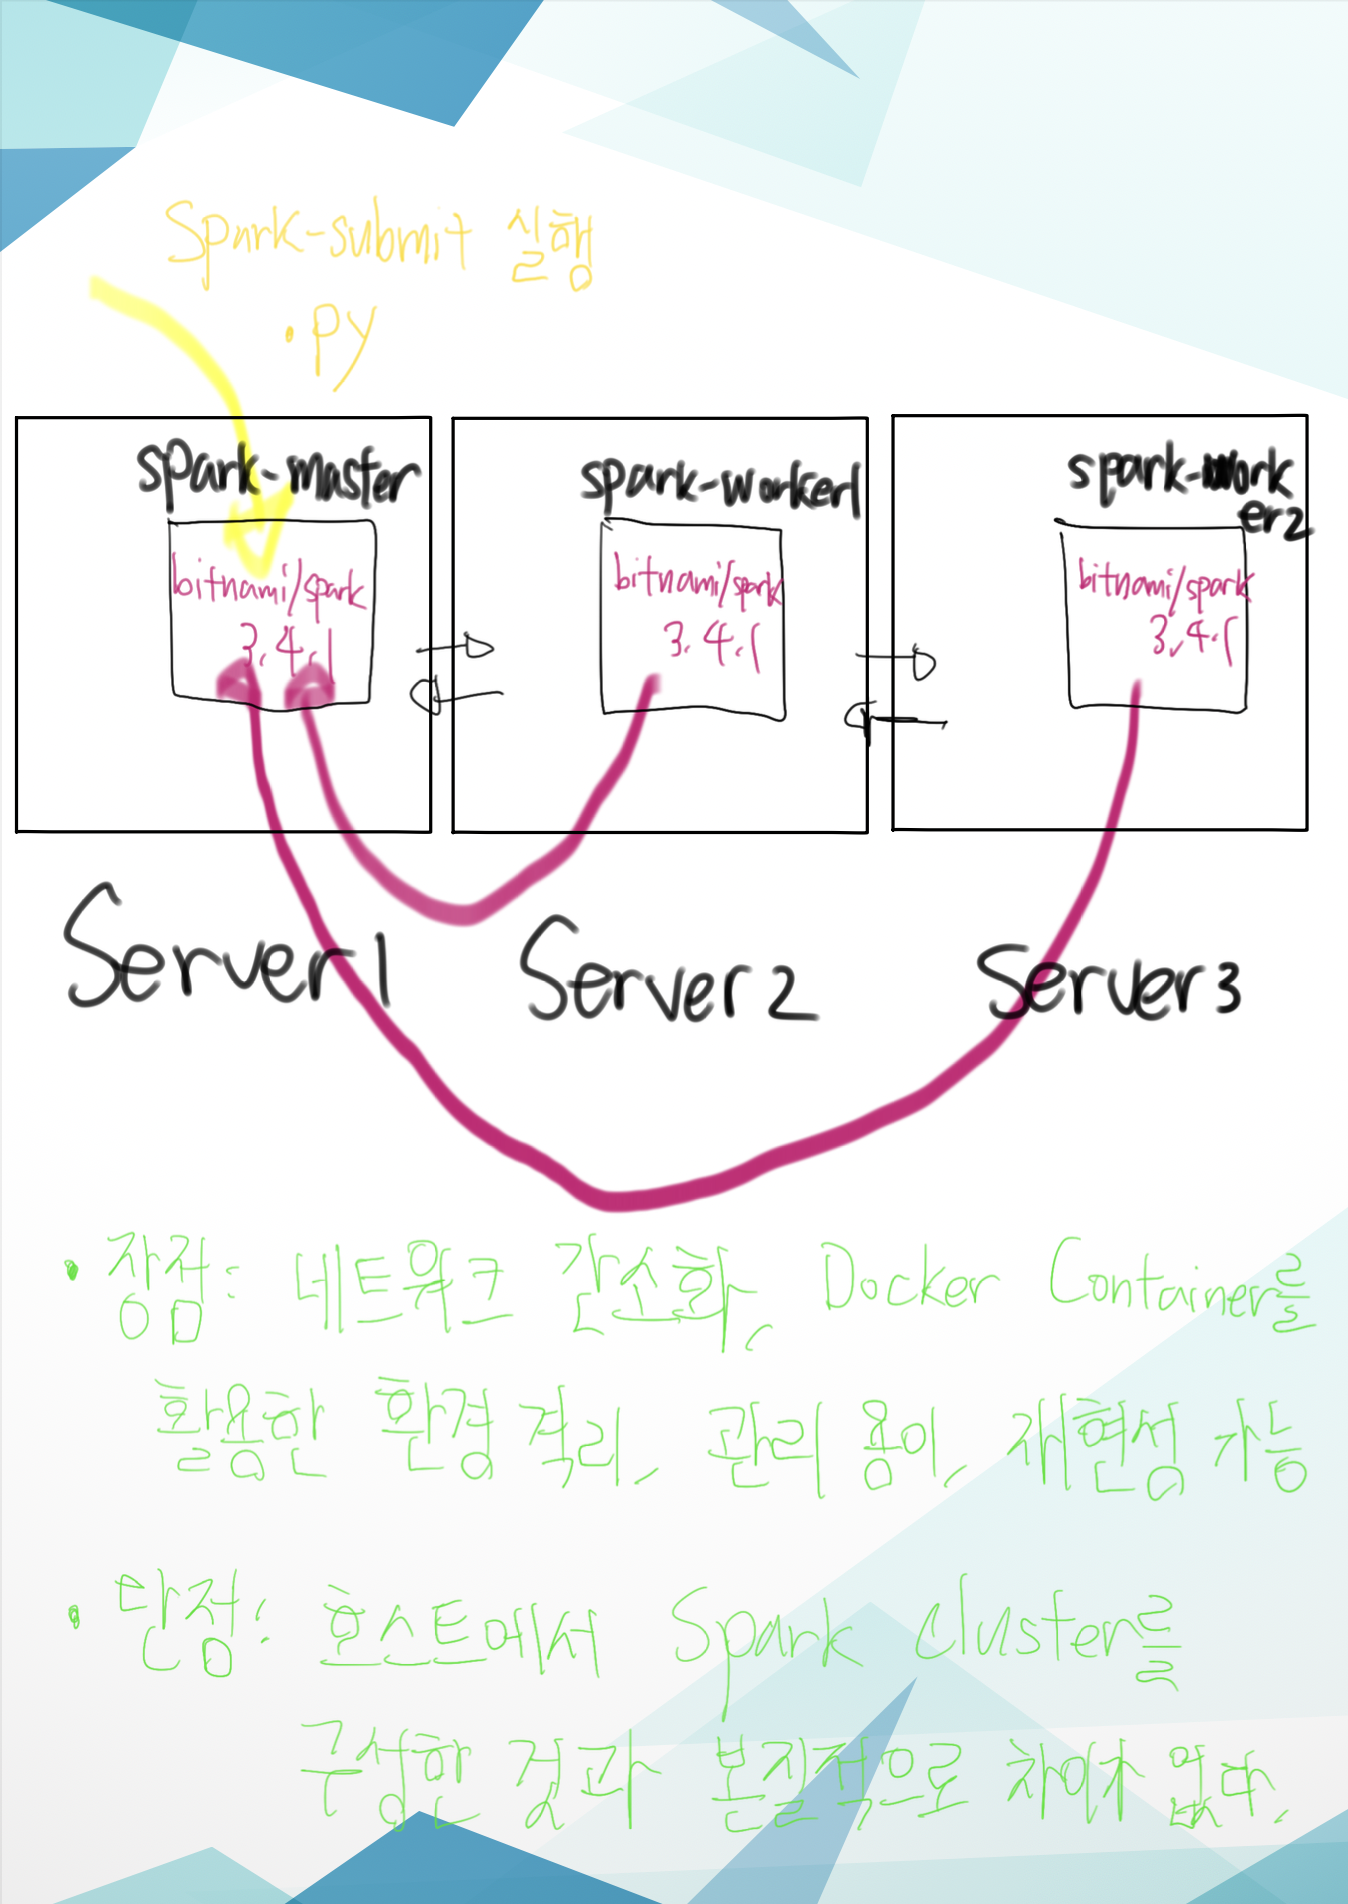 Spark-submit 실행
.py
spark-master
spark-worker1
spark-work
er2
bitnami/spark
3.4.1
bitnami/spark
3.4.1
bitnami/spark
3.4.1
Server1
Server2
Server3
• 장점: 네트워크 간소화, Docker Container를
활용한 환경 격리, 관리 용이, 재현성 가능
• 단점: 호스트에서 Spark Cluster를
구성한 것과 본질적으로 차이가 없다.